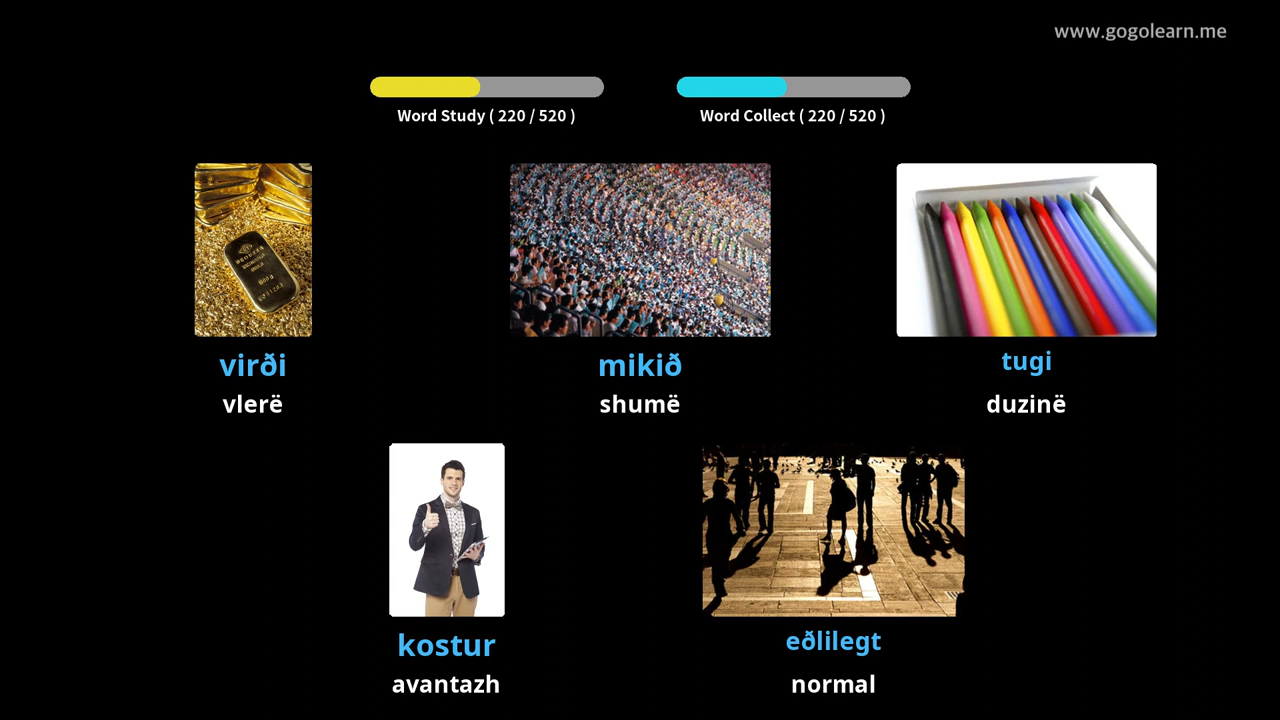 www.gogolearn.me
Word Study ( 220 / 520 )
Word Collect ( 220 / 520 )
virði
vlerë
mikið
shumë
tugi
duzinë
kostur
avantazh
eðlilegt
normal